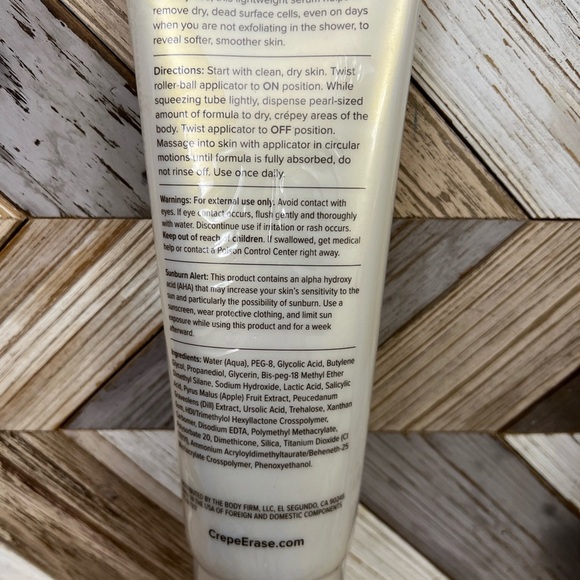 this lightweight serum helps
remove dry, dead surface cells, even on days
when you are not exfoliating in the shower, to
reveal softer, smoother skin.
Directions: Start with clean, dry skin. Twist
roller-ball applicator to ON position. While
squeezing tube lightly, dispense pearl-sized
amount of formula to dry, crépey areas of the
body. Twist applicator to OFF position.
Massage into skin with applicator in circular
motions until formula is fully absorbed, do
not rinse off. Use once daily.
Warnings: For external use only. Avoid contact with
eyes. If eye contact occurs, flush gently and thoroughly
with water. Discontinue use if irritation or rash occurs.
Keep out of reach of children. If swallowed, get medical
help or contact a Poison Control Center right away.
Sunburn Alert: This product contains an alpha hydroxy
acid (AHA) that may increase your skin's sensitivity to the
sun and particularly the possibility of sunburn. Use a
sunscreen, wear protective clothing, and limit sun
exposure while using this product and for a week
afterward.
Ingredients: Water (Aqua), PEG-8, Glycolic Acid, Butylene
Glycol, Propanediol, Glycerin, Bis-peg-18 Methyl Ether
Dimethyl Silane, Sodium Hydroxide, Lactic Acid, Salicylic
Acid, Pyrus Malus (Apple) Fruit Extract, Peucedanum
Graveolens (Dill) Extract, Ursolic Acid, Trehalose, Xanthan
HDI/Trimethylol Hexyllactone Crosspolymer,
Disodium EDTA, Polymethyl Methacrylate,
20, Dimethicone, Silica, Titanium Dioxide (CI
Ammonium Acryloyldimethyltaurate/Beheneth-25
Crosspolymer, Phenoxyethanol.
BY THE BODY FIRM, LLC, EL SEGUNDO, CA 90245
THE USA OF FOREIGN AND DOMESTIC COMPONENTS
CrepeErase.com